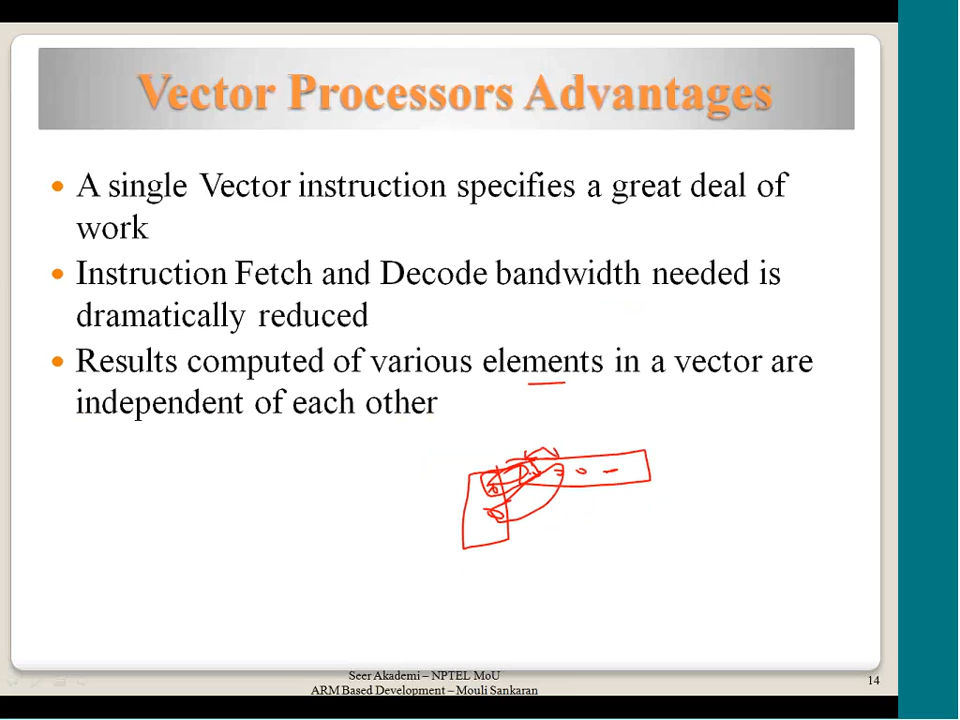 Vector Processors Advantages
• A single Vector instruction specifies a great deal of
work
• Instruction Fetch and Decode bandwidth needed is
dramatically reduced
• Results computed of various elements in a vector are
independent of each other
Seer Akademi – NPTEL MoU
ARM Based Development – Mouli Sankaran
14